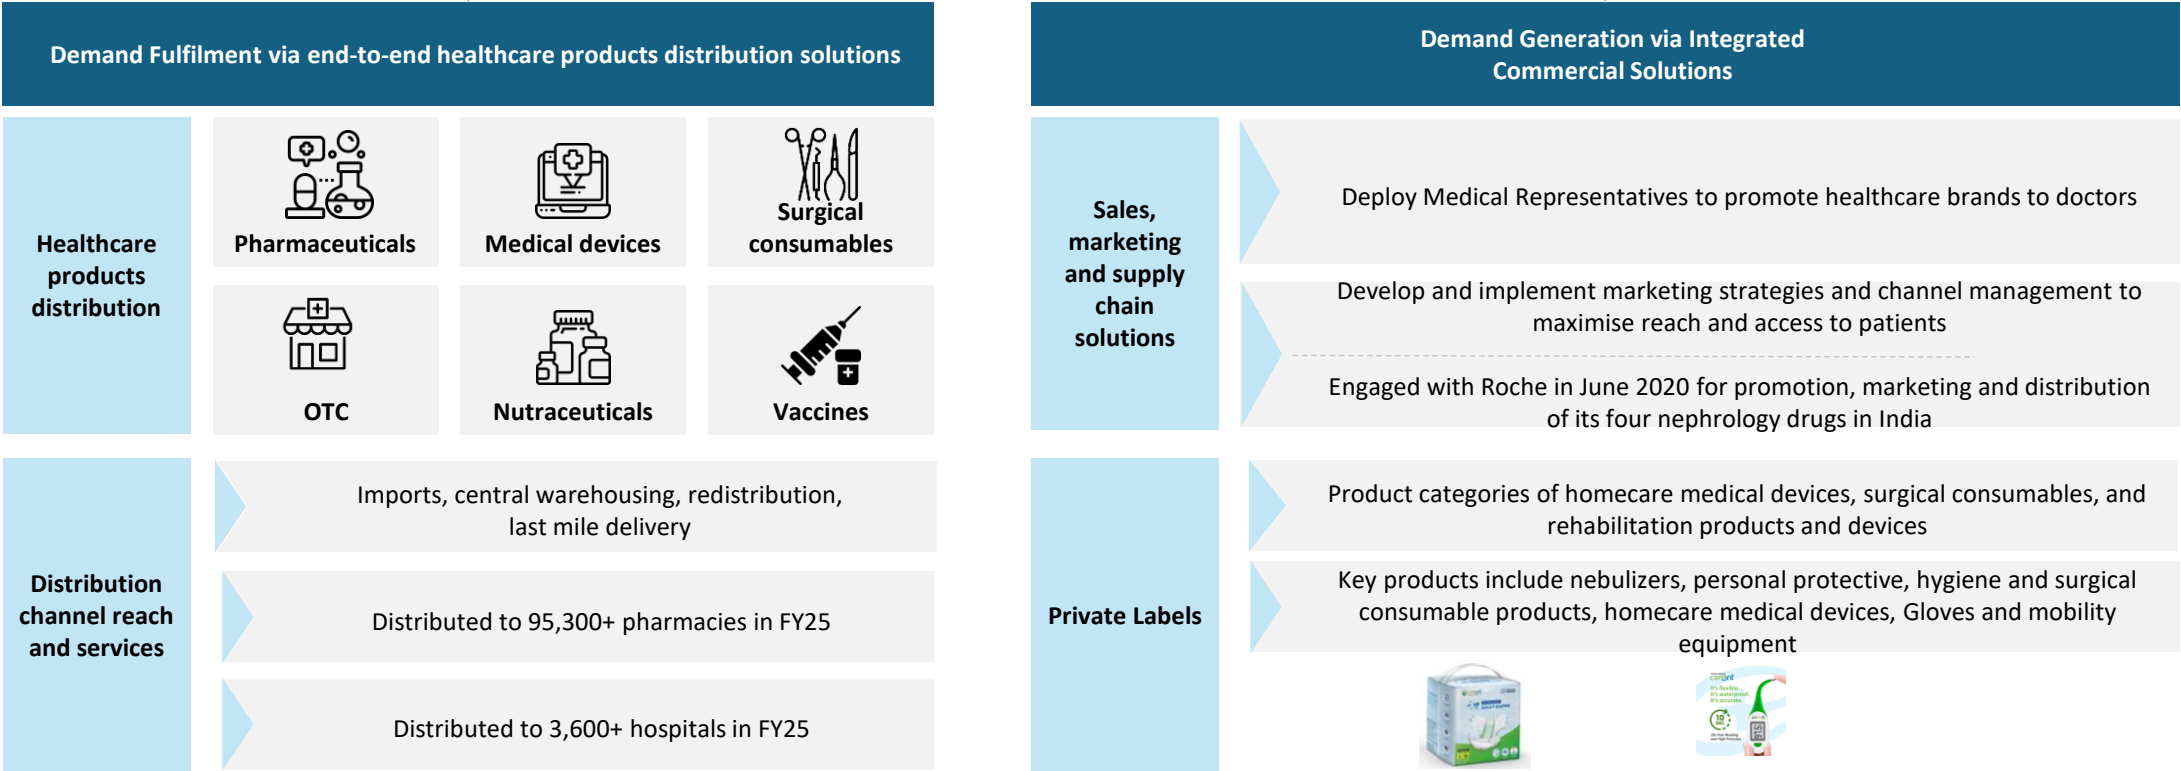 Demand Fulfilment via end-to-end healthcare products distribution solutions
Healthcare
products
distribution
Pharmaceuticals
Medical devices
Surgical
consumables
OTC
Nutraceuticals
Vaccines
Distribution
channel reach
and services
Imports, central warehousing, redistribution,
last mile delivery
Distributed to 95,300+ pharmacies in FY25
Distributed to 3,600+ hospitals in FY25
Demand Generation via Integrated
Commercial Solutions
Sales,
marketing
and supply
chain
solutions
Deploy Medical Representatives to promote healthcare brands to doctors
Develop and implement marketing strategies and channel management to
maximise reach and access to patients
Engaged with Roche in June 2020 for promotion, marketing and distribution
of its four nephrology drugs in India
Private Labels
Product categories of homecare medical devices, surgical consumables, and
rehabilitation products and devices
Key products include nebulizers, personal protective, hygiene and surgical
consumable products, homecare medical devices, Gloves and mobility
equipment
It's flexible.
It's waterproof.
It's accurate.
10